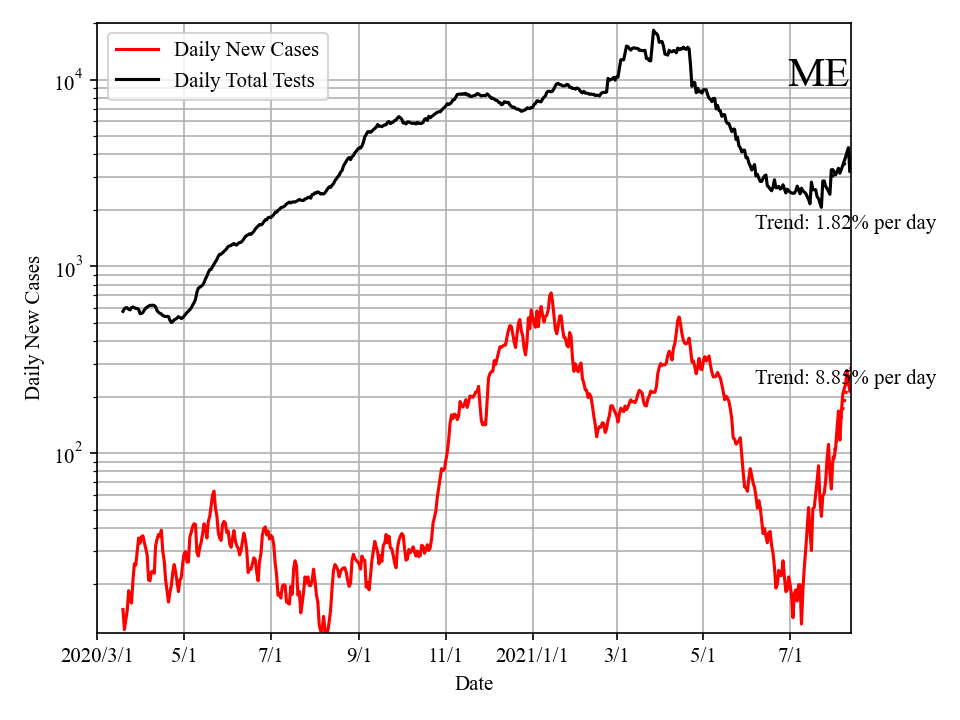 Daily New Cases
Daily Total Tests
ME
10^4
10^3
10^2
Daily New Cases
Trend: 1.82% per day
Trend: 8.85% per day
2020/3/1 5/1 7/1 9/1 11/1 2021/1/1 3/1 5/1 7/1
Date